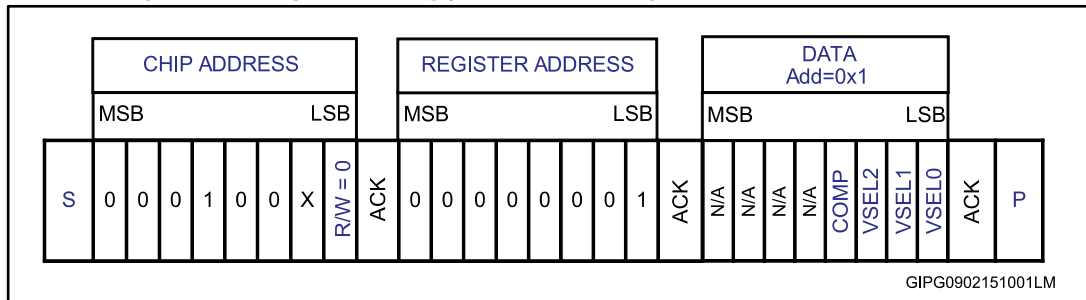 CHIP ADDRESS REGISTER ADDRESS DATA
Add=0x1
MSB LSB MSB LSB MSB LSB
S 0 0 0 1 0 0 X R/W = 0 ACK 0 0 0 0 0 0 0 1 ACK N/A N/A N/A N/A COMP VSEL2 VSEL1 VSEL0 ACK P
GIPG0902151001LM